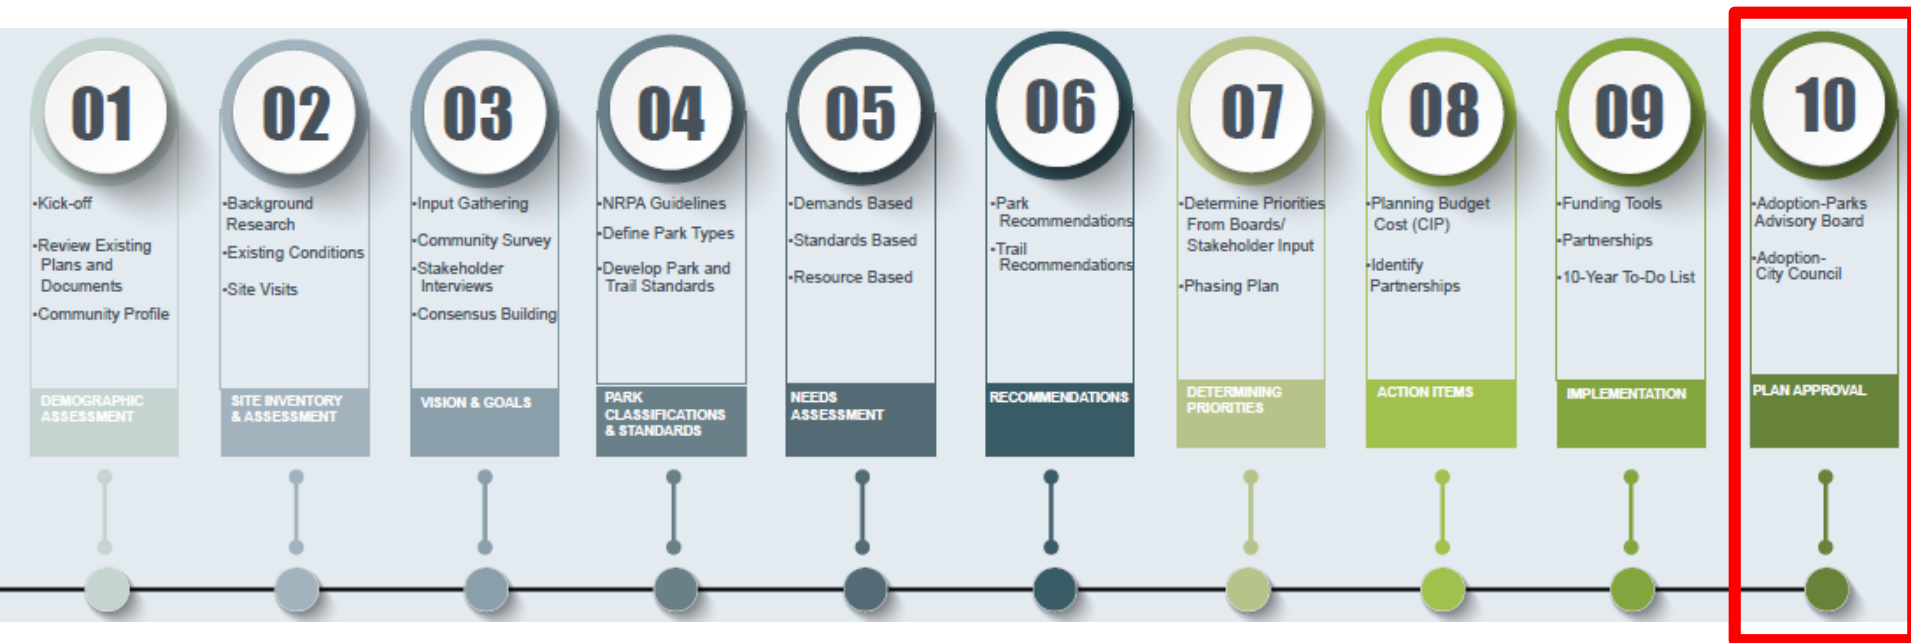 01
•Kick-off
•Review Existing
Plans and
Documents
•Community Profile
DEMOGRAPHIC
ASSESSMENT
02
•Background
Research
•Existing Conditions
•Site Visits
SITE INVENTORY
& ASSESSMENT
03
•Input Gathering
•Community Survey
•Stakeholder
Interviews
•Consensus Building
VISION & GOALS
04
•NRPA Guidelines
•Define Park Types
•Develop Park and
Trail Standards
PARK
CLASSIFICATIONS
& STANDARDS
05
•Demands Based
•Standards Based
•Resource Based
NEEDS
ASSESSMENT
06
•Park
Recommendations
•Trail
Recommendations
RECOMMENDATIONS
07
•Determine Priorities
From Boards/
Stakeholder Input
•Phasing Plan
DETERMINING
PRIORITIES
08
•Planning Budget
Cost (CIP)
•Identify
Partnerships
ACTION ITEMS
09
•Funding Tools
•Partnerships
•10-Year To-Do List
IMPLEMENTATION
10
•Adoption-Parks
Advisory Board
•Adoption-
City Council
PLAN APPROVAL